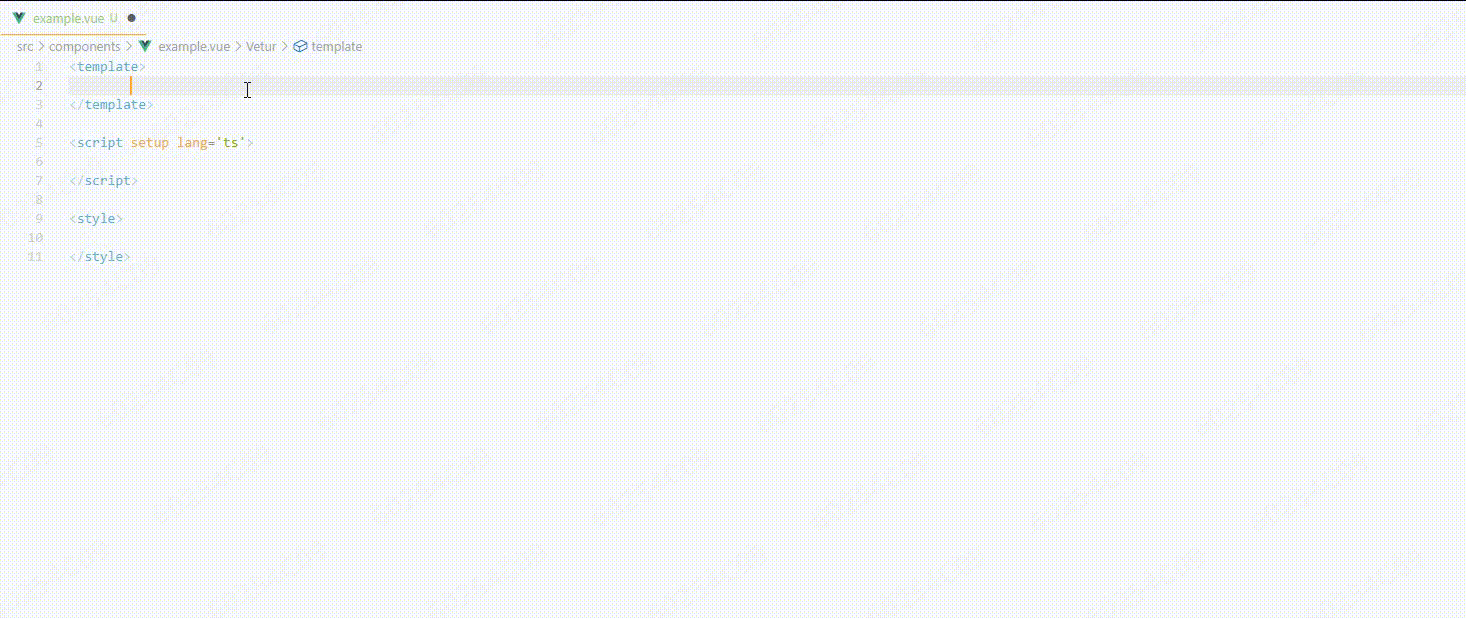 example.vue U
src > components > example.vue > Vetur > template
1 <template>
2
3 </template>
4
5 <script setup lang='ts'>
6
7 </script>
8
9 <style>
10
11 </style>